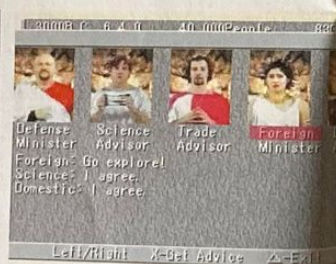 40,000People
Defense Science Trade Foreign
Minister Advisor Advisor Minister
Foreign: Go explore!
Science: I agree.
Domestic: I agree.
Left/Right X-Get Advice △-Exit